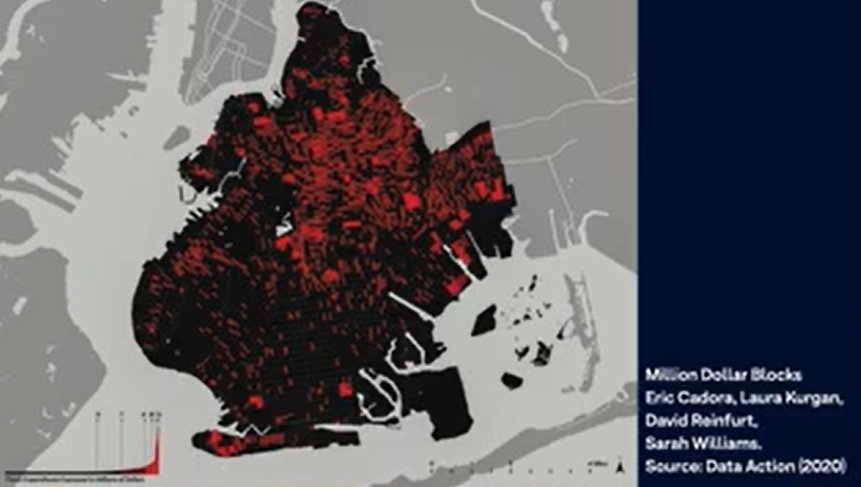 Million Dollar Blocks
Eric Cadora, Laura Kurgan,
David Reinfurt,
Sarah Williams.
Source: Data Action (2020)